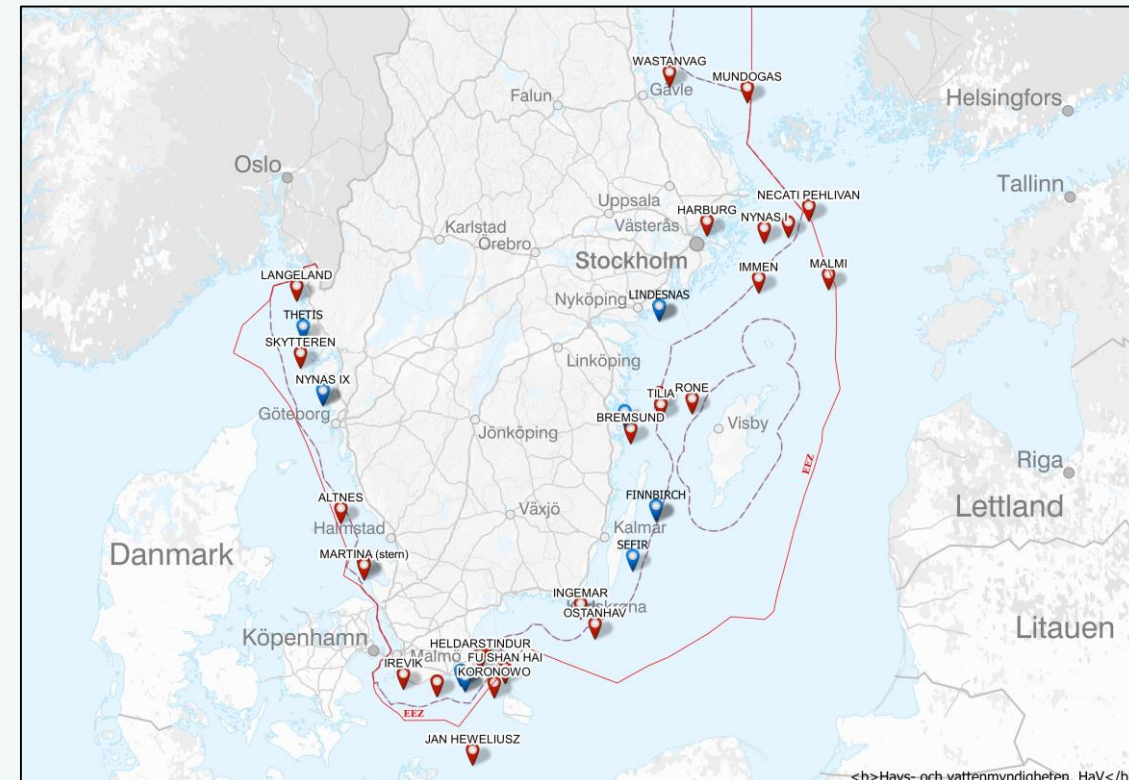 WASTANVAG
MUNDOGAS
Gävle
Falun
Helsingfors
Oslo
Tallinn
Uppsala
NECATI PEHLIVAN
HARBURG
NYNAS I
Karlstad
Västerås
Örebro
Stockholm
LANGELAND
IMMEN
MALMI
Nyköping
LINDESNAS
THETIS
SKYTTEREN
Linköping
NYNAS IX
TILIA
RONE
Göteborg
BREMSUND
Jönköping
Visby
EEZ
Riga
ALTNES
FINNBIRCH
Lettland
Halmstad
Växjö
Kalmar
Danmark
MARTINA (stern)
SEFIR
INGEMAR
Karlskrona
OSTANHAV
Litauen
Köpenhamn
HELDARSTINDUR
Malmö
FU SHAN HAI
IREVIK
KORONOWO
EEZ
JAN HEWELIUSZ
<b>Havs- och vattenmyndigheten, HaV</b